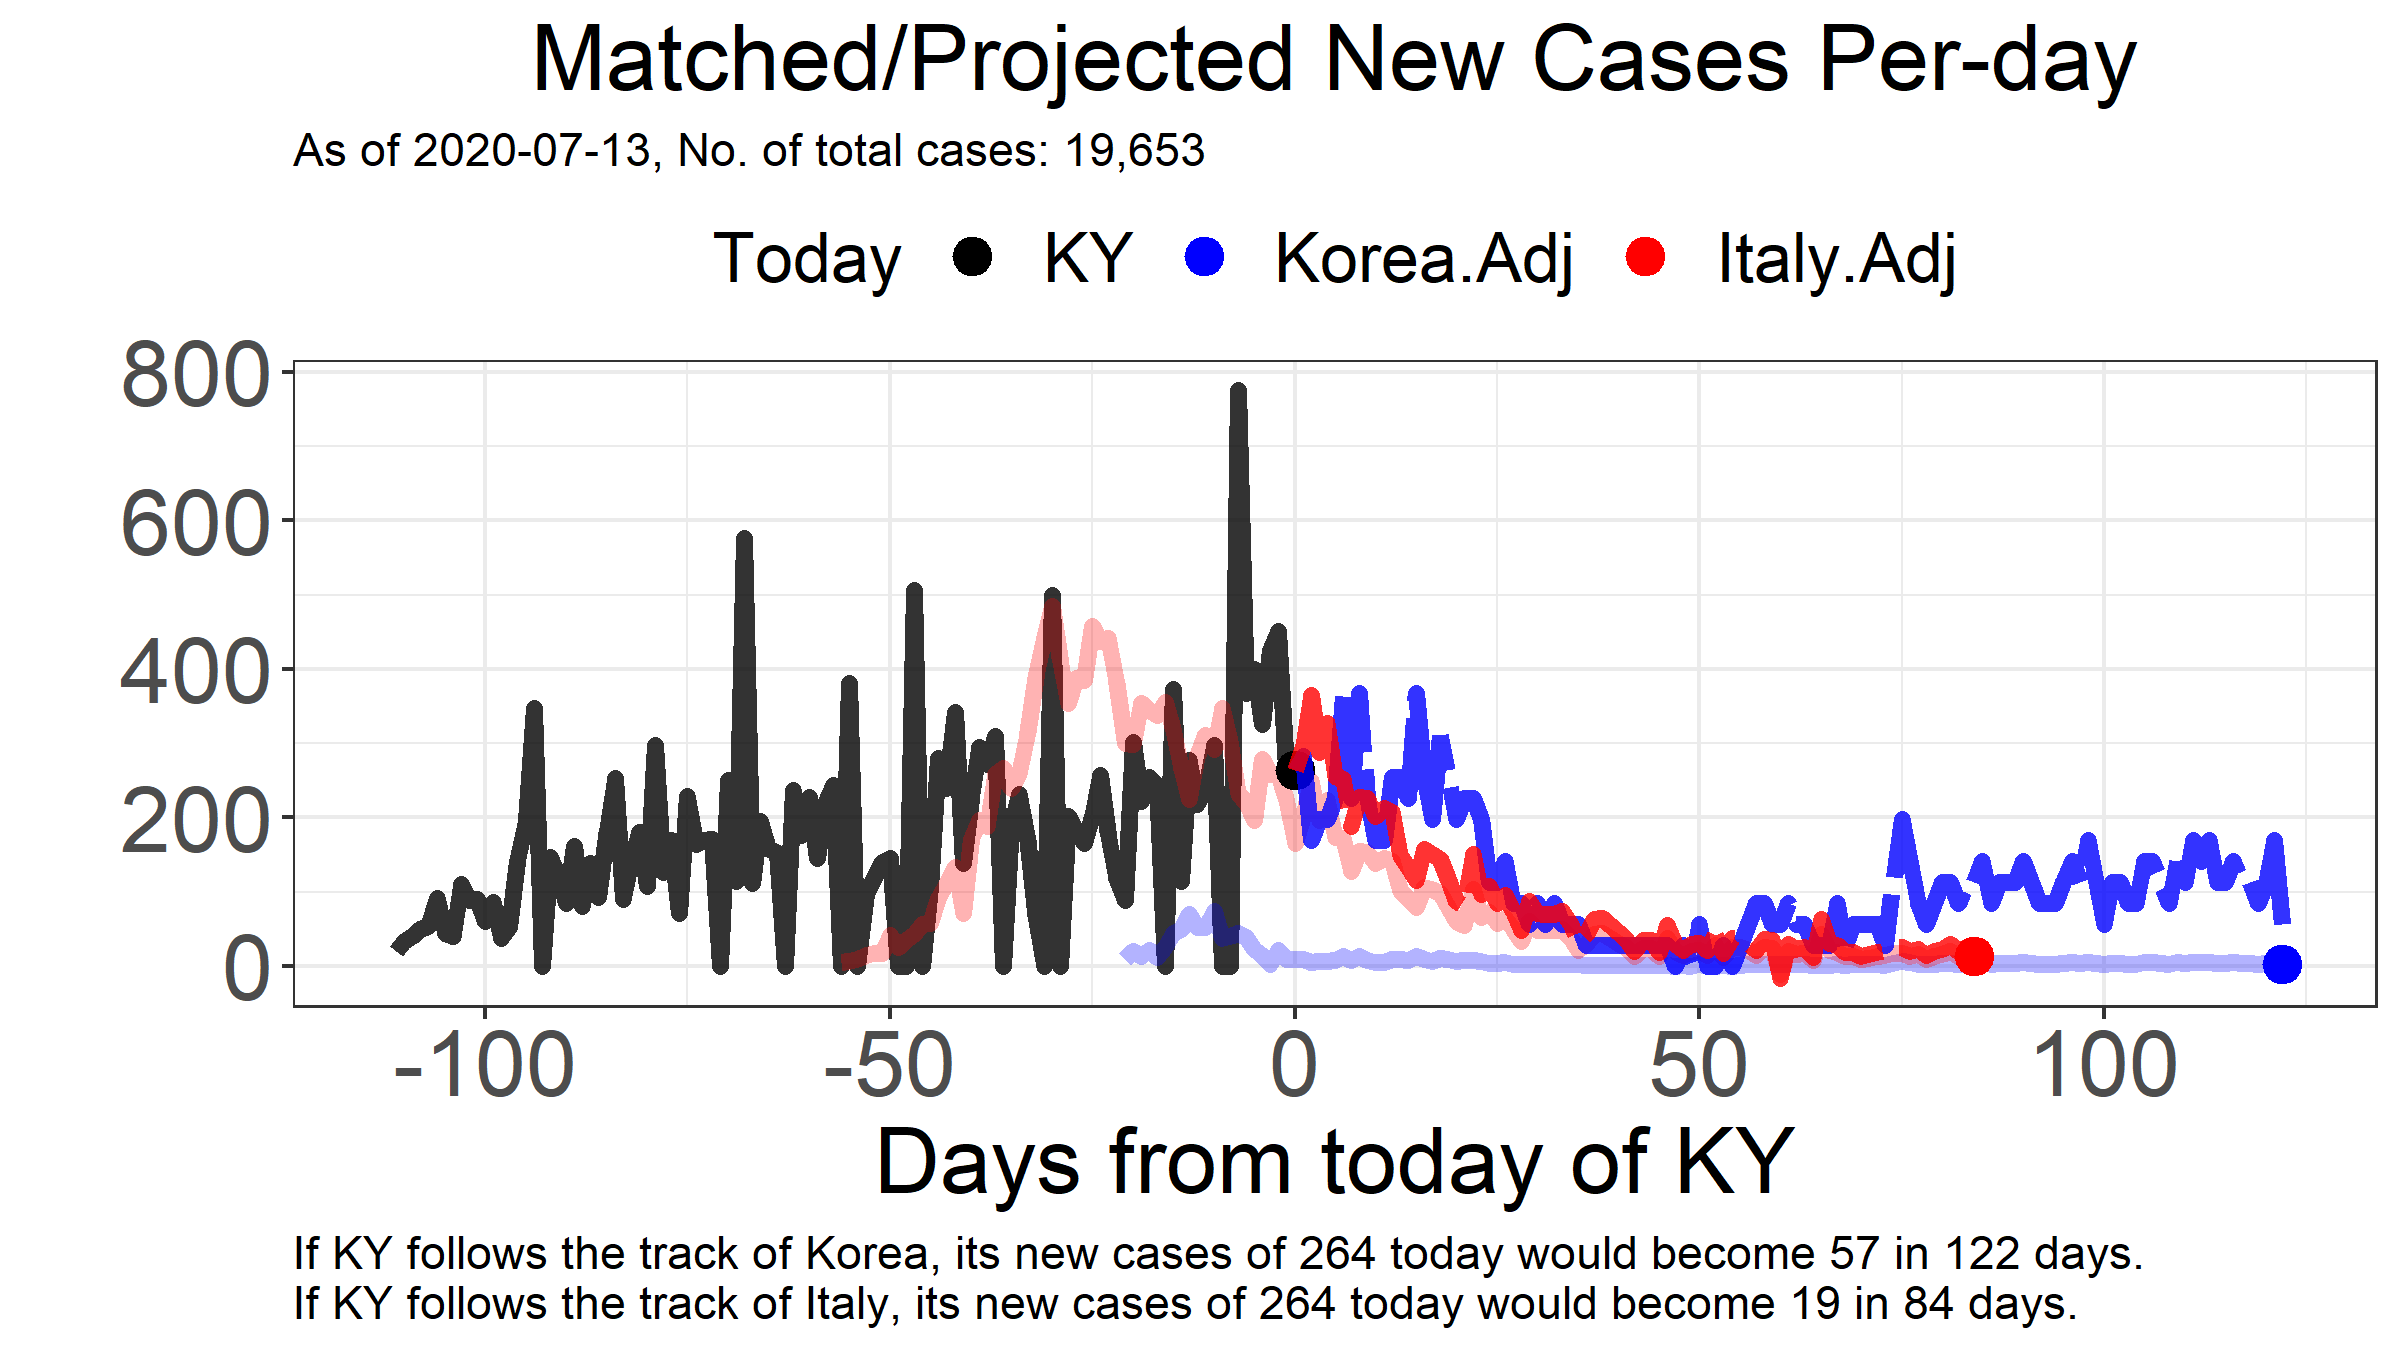 Matched/Projected New Cases Per-day
As of 2020-07-13, No. of total cases: 19,653
Today KY Korea.Adj Italy.Adj
800
600
400
200
0
-100 -50 0 50 100
Days from today of KY
If KY follows the track of Korea, its new cases of 264 today would become 57 in 122 days.
If KY follows the track of Italy, its new cases of 264 today would become 19 in 84 days.